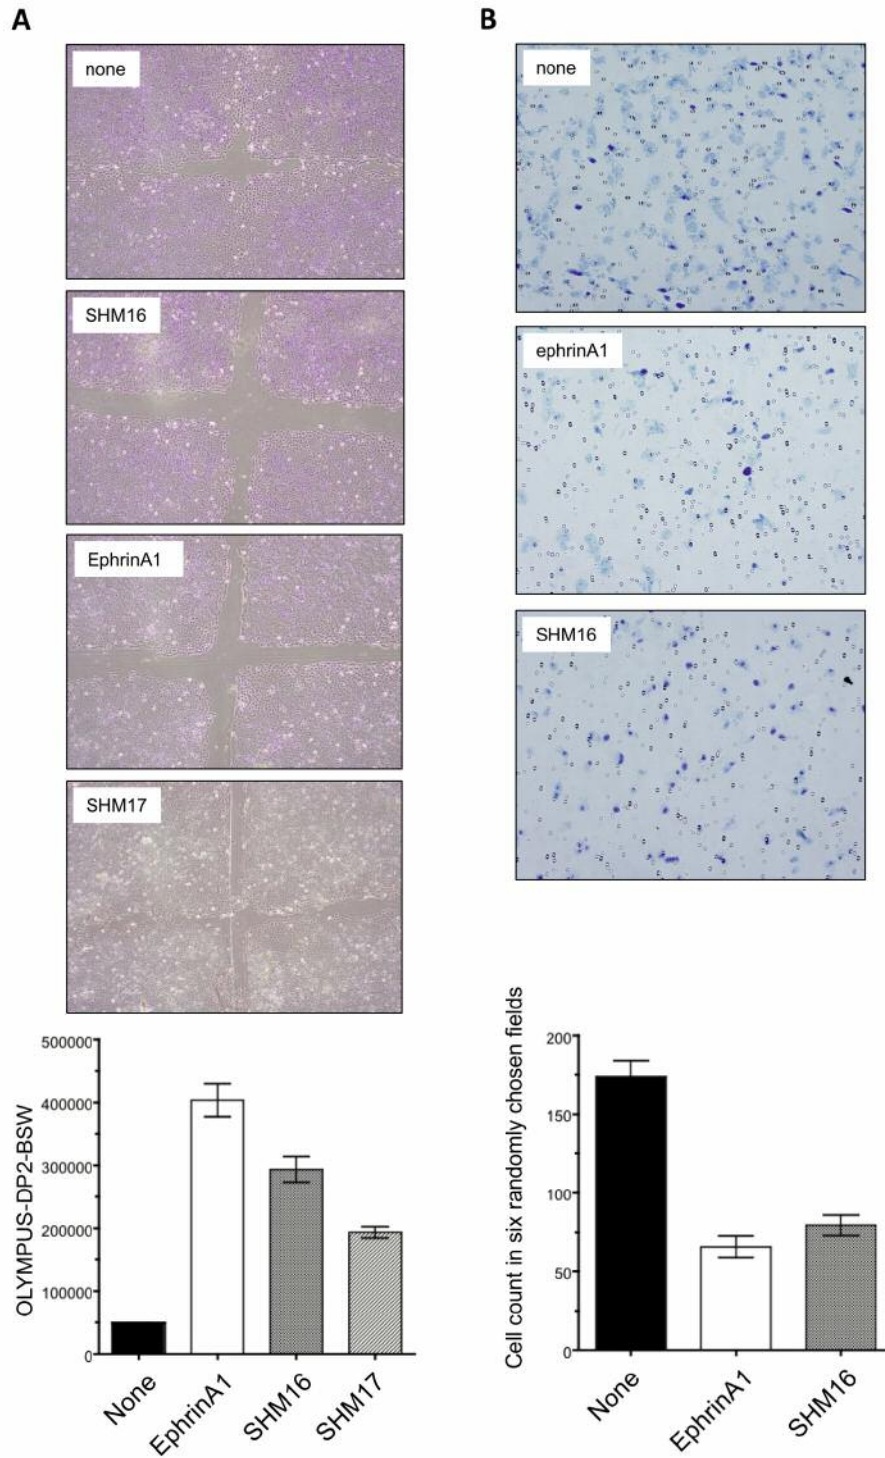 A
none
SHM16
EphrinA1
SHM17
OLYMPUS-DP2-BSW
500000
400000
300000
200000
100000
0
None
EphrinA1
SHM16
SHM17
B
none
ephrinA1
SHM16
Cell count in six randomly chosen fields
200
150
100
50
0
None
EphrinA1
SHM16